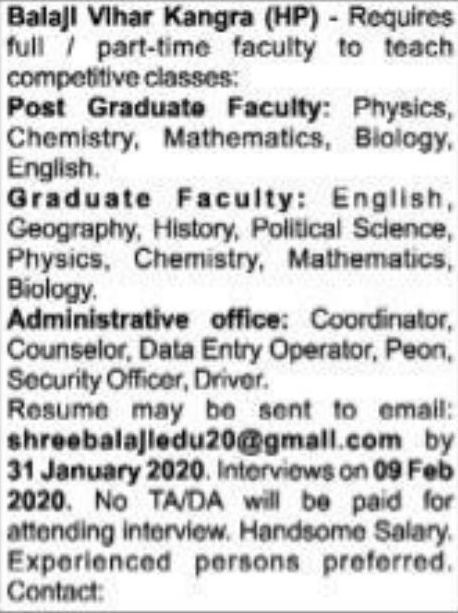 Balaji Vihar Kangra (HP) - Requires
full / part-time faculty to teach
competitive classes:
Post Graduate Faculty: Physics,
Chemistry, Mathematics, Biology,
English.
Graduate Faculty: English,
Geography, History, Political Science,
Physics, Chemistry, Mathematics,
Biology.
Administrative office: Coordinator,
Counselor, Data Entry Operator, Peon,
Security Officer, Driver.
Resume may be sent to email:
shreebalajiedu20@gmail.com by
31 January 2020. Interviews on 09 Feb
2020. No TA/DA will be paid for
attending interview. Handsome Salary.
Experienced persons preferred.
Contact: